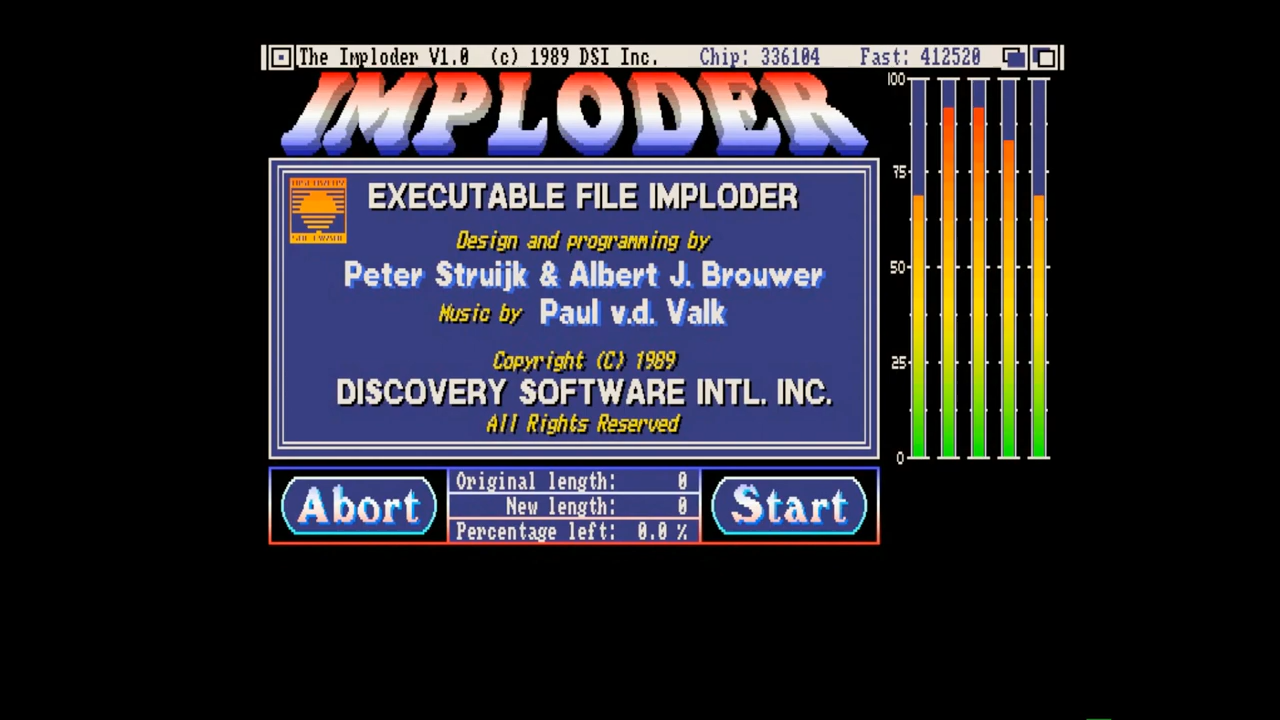 The Imploder V1.0 (c) 1989 DSI Inc. Chip: 336104 Fast: 412520
IMPLODER
DISCOVERY
SOFTWARE
EXECUTABLE FILE IMPLODER
Design and programming by
Peter Struijk & Albert J. Brouwer
Music by Paul v.d. Valk
Copyright (C) 1989
DISCOVERY SOFTWARE INTL. INC.
All Rights Reserved
100
75
50
25
0
Abort
Original length: 0
New length: 0
Percentage left: 0.0 %
Start